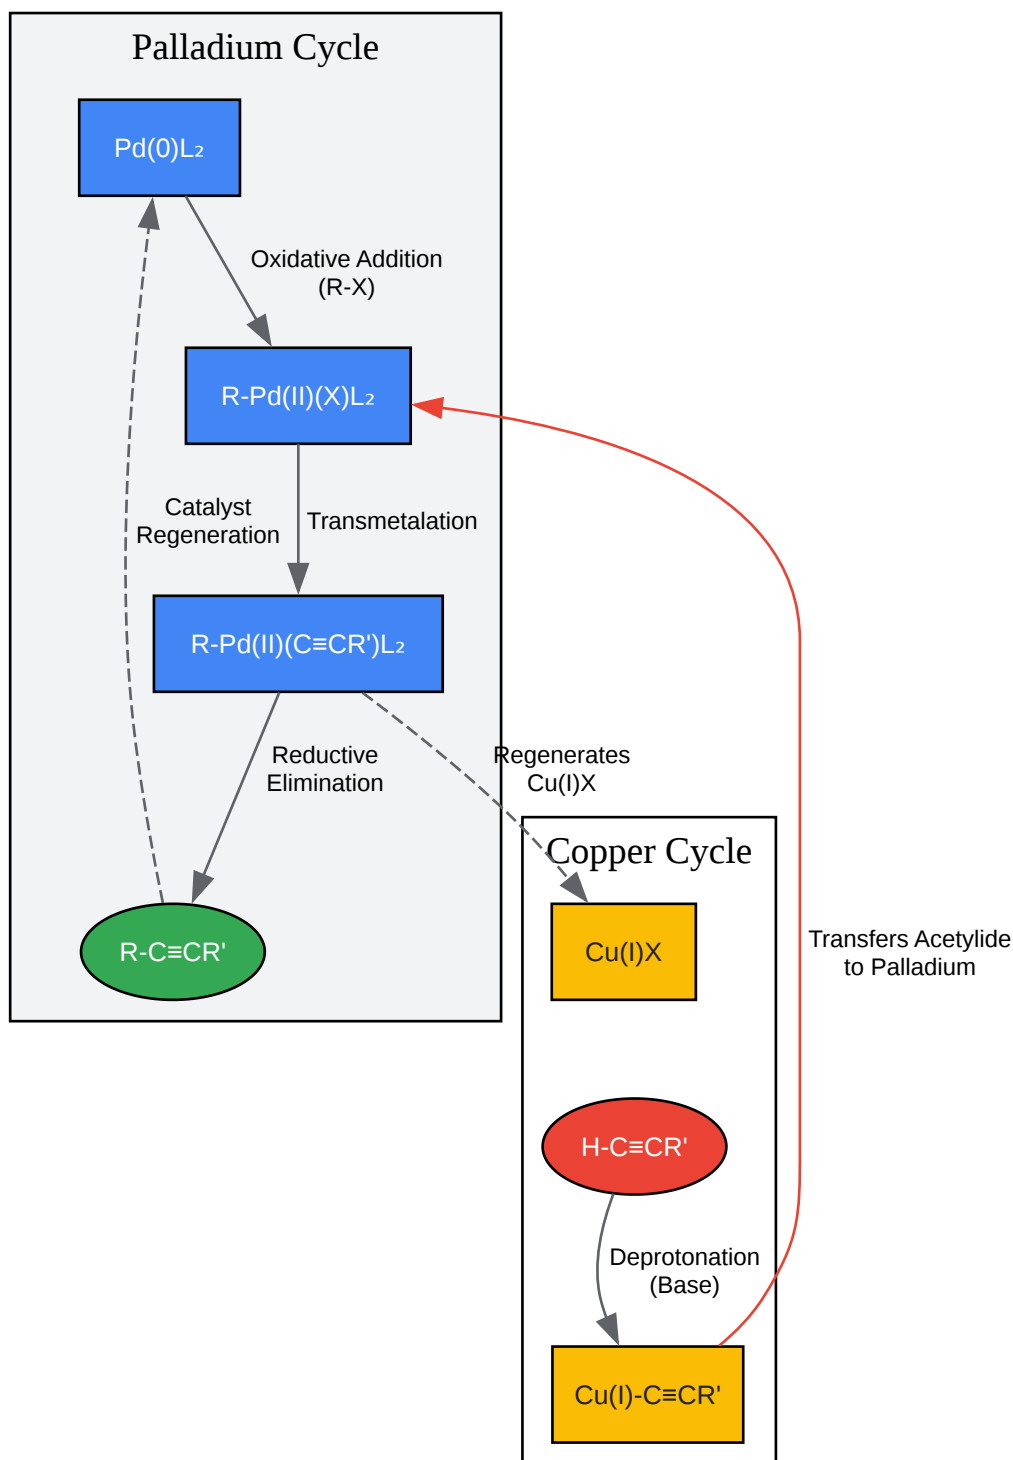 Palladium Cycle
Pd(0)L₂
Oxidative Addition
(R-X)
R-Pd(II)(X)L₂
Catalyst
Regeneration
Transmetalation
R-Pd(II)(C≡CR')L₂
Reductive
Elimination
Regenerates
Cu(I)X
Copper Cycle
R-C≡CR'
Cu(I)X
Transfers Acetylide
to Palladium
H-C≡CR'
Deprotonation
(Base)
Cu(I)-C≡CR'